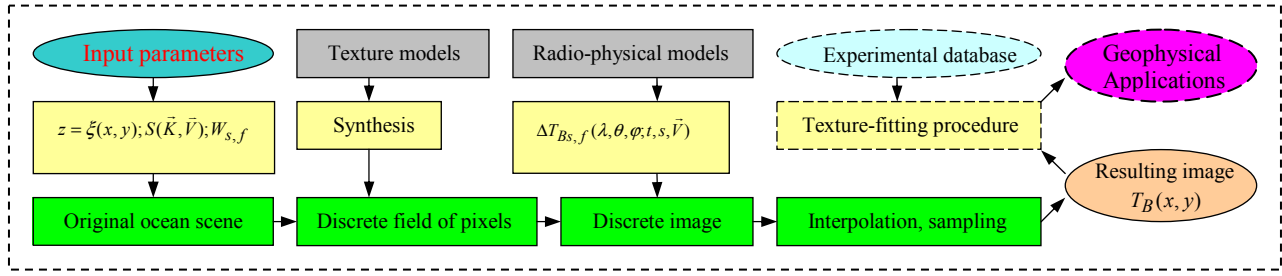 Input parameters
Texture models
Radio-physical models
Experimental database
Geophysical
Applications
z = ξ(x, y); S(K⃗, V⃗); W_{s, f}
Synthesis
ΔT_{Bs, f}(λ, θ, φ; t, s, V⃗)
Texture-fitting procedure
Resulting image
T_B(x, y)
Original ocean scene
Discrete field of pixels
Discrete image
Interpolation, sampling